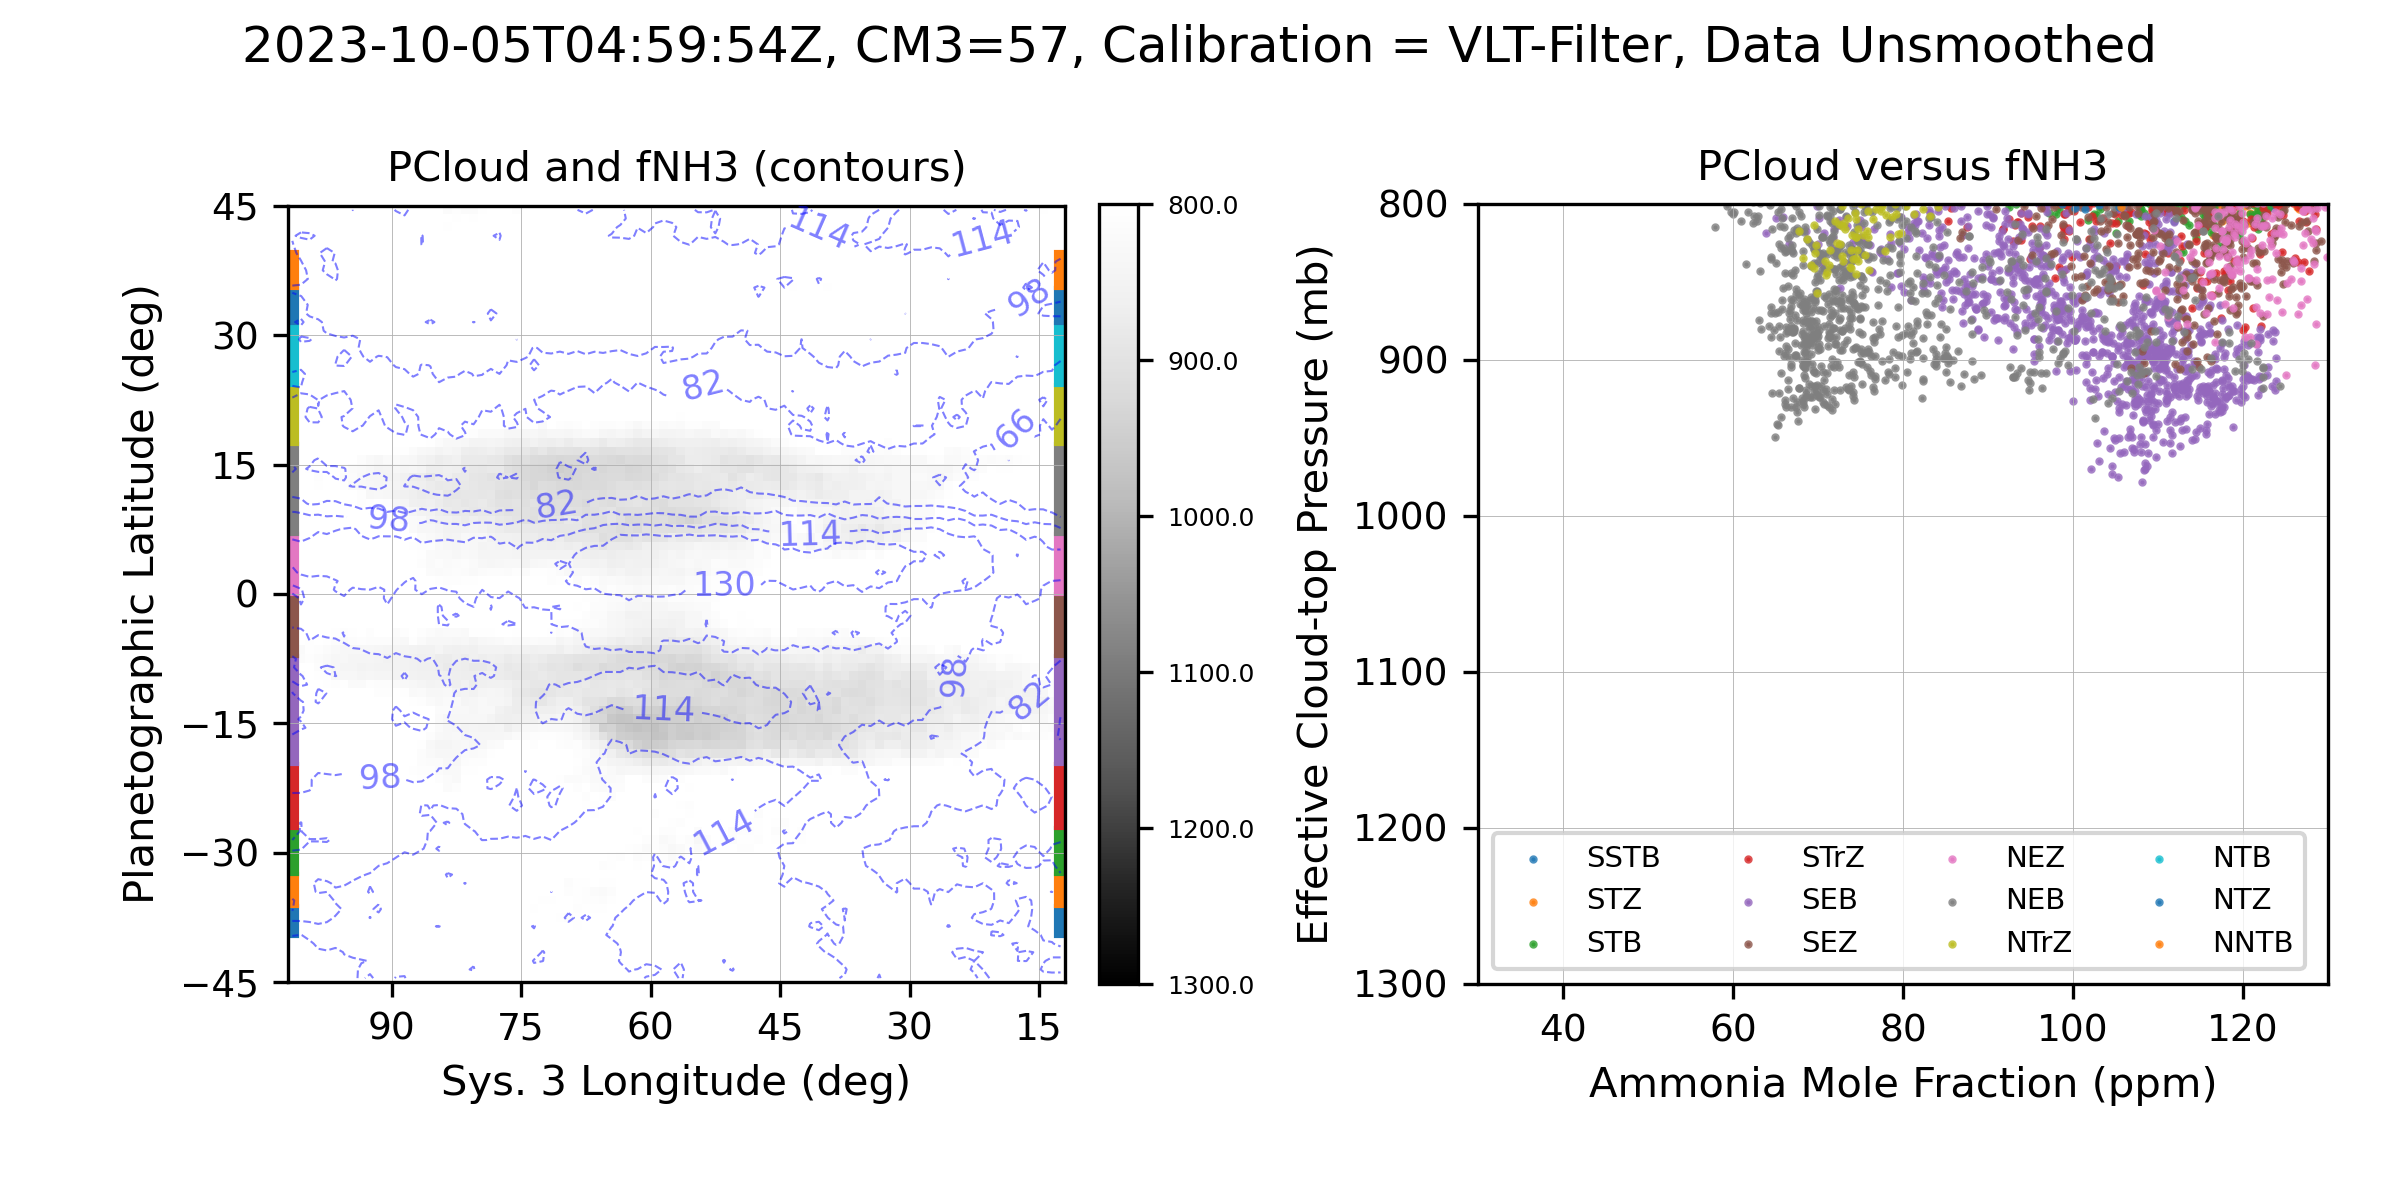 2023-10-05T04:59:54Z, CM3=57, Calibration = VLT-Filter, Data Unsmoothed
PCloud and fNH3 (contours)
Planetographic Latitude (deg)
45
30
15
0
−15
−30
−45
90
75
60
45
30
15
Sys. 3 Longitude (deg)
114
114
98
82
66
82
98
114
130
98
82
114
98
114
800.0
900.0
1000.0
1100.0
1200.0
1300.0
PCloud versus fNH3
Effective Cloud-top Pressure (mb)
800
900
1000
1100
1200
1300
40
60
80
100
120
Ammonia Mole Fraction (ppm)
SSTB
STZ
STB
STrZ
SEB
SEZ
NEZ
NEB
NTrZ
NTB
NTZ
NNTB